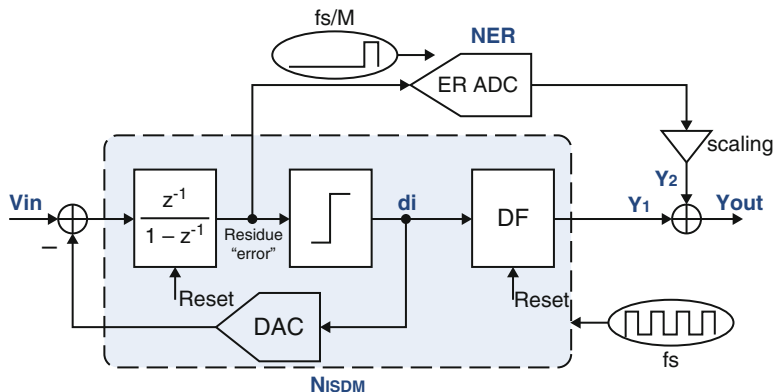 fs/M
NER
ER ADC
scaling
Y2
Vin
z-1
1 – z-1
Residue
“error”
di
DF
Y1
Yout
–
Reset
Reset
DAC
fs
NISDM